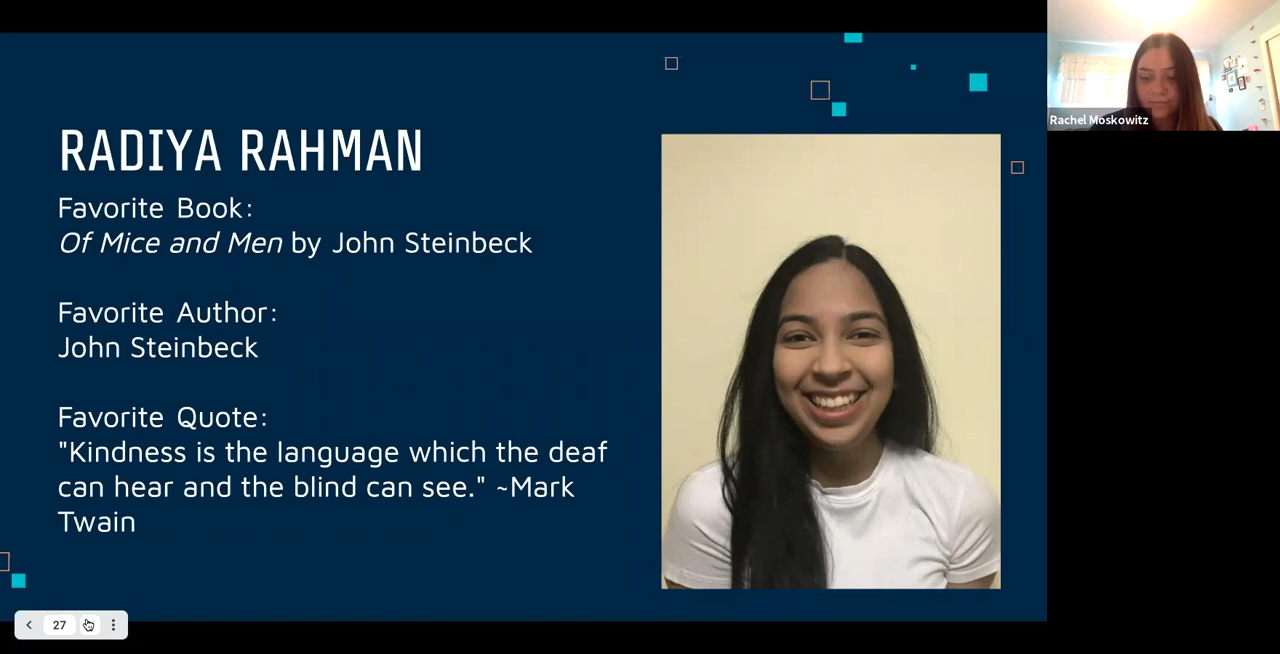 RADIYA RAHMAN
Favorite Book:
Of Mice and Men by John Steinbeck
Favorite Author:
John Steinbeck
Favorite Quote:
"Kindness is the language which the deaf
can hear and the blind can see." ~Mark
Twain
27
Rachel Moskowitz